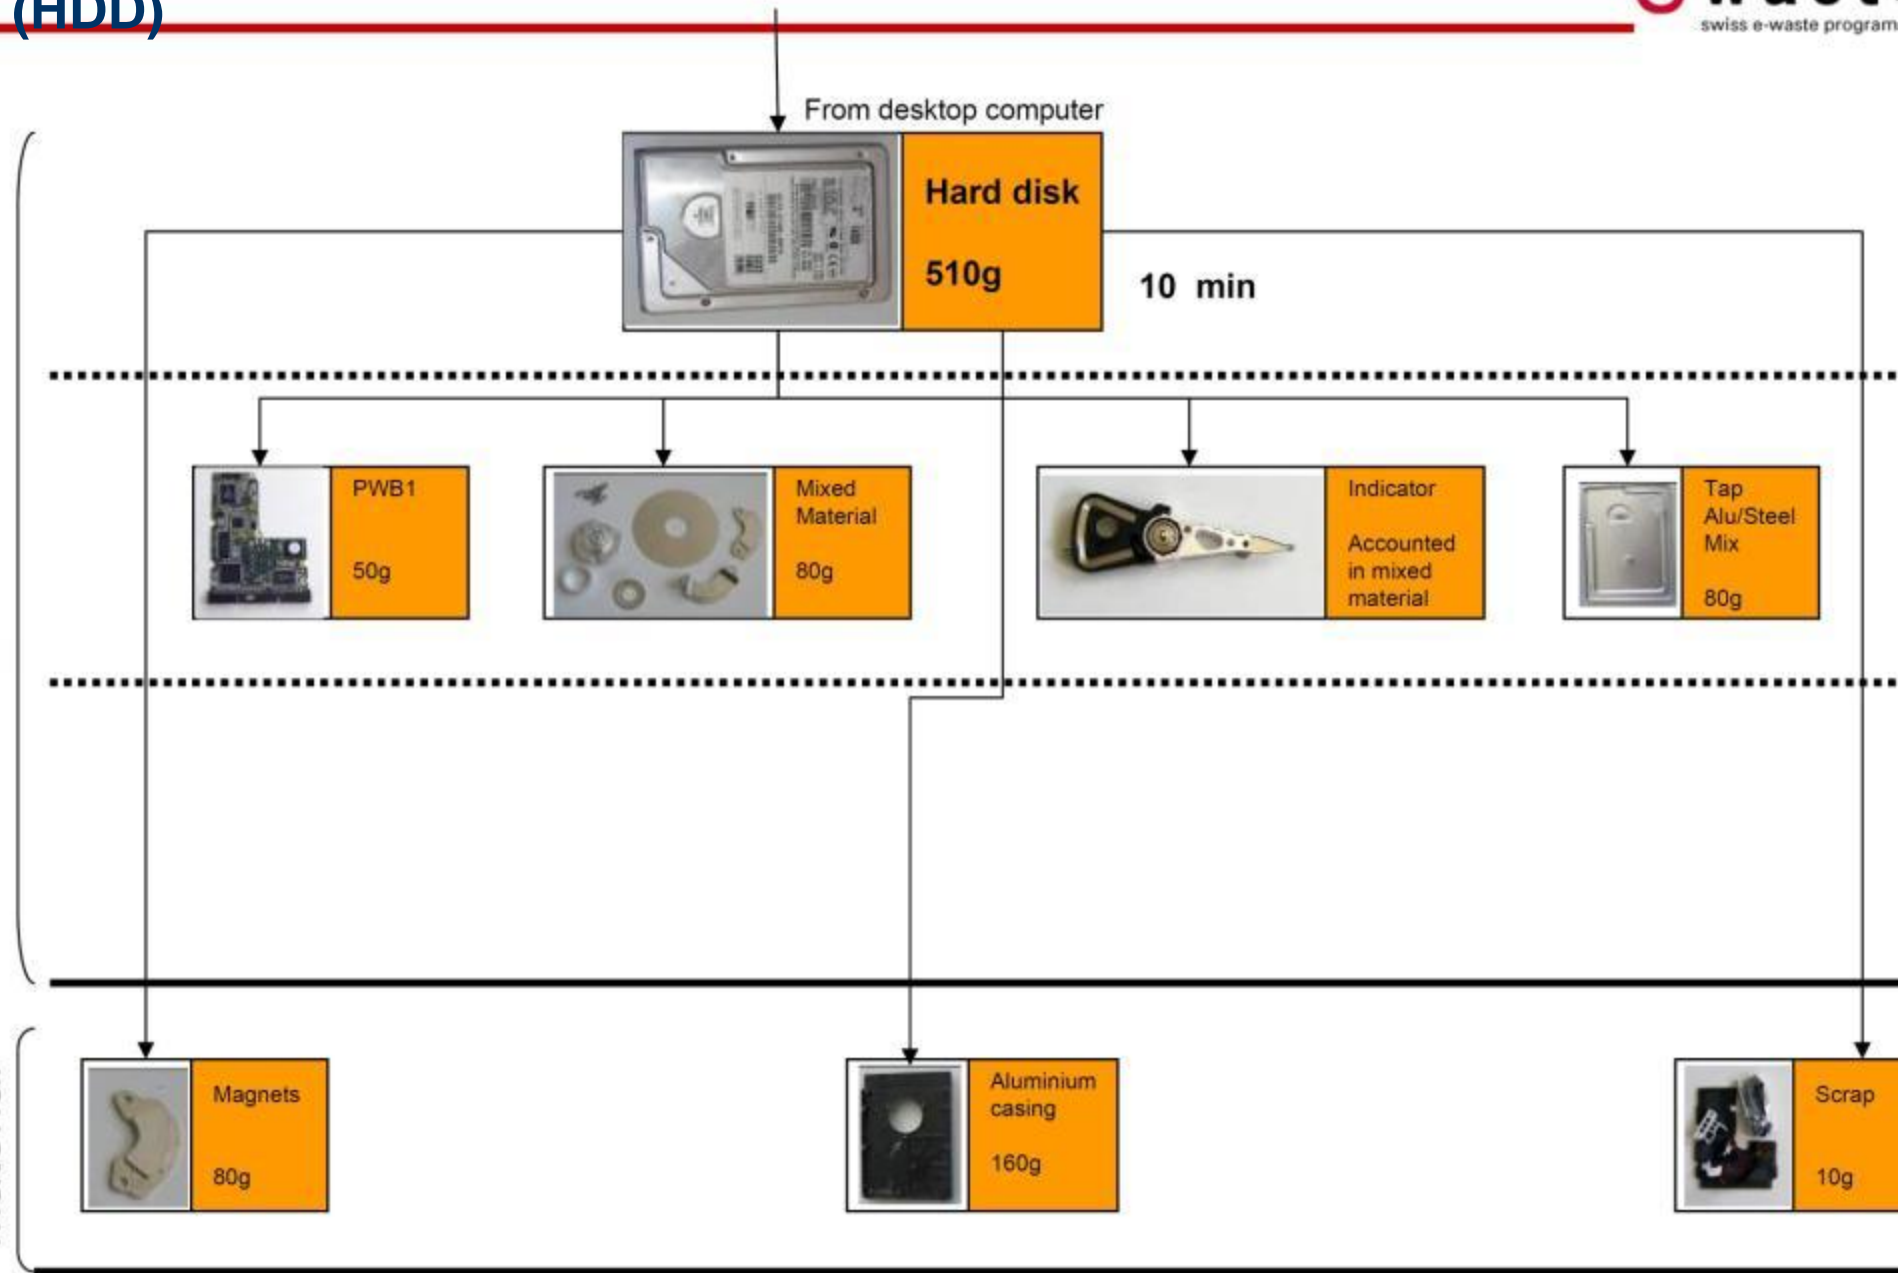 (HDD)
swiss e-waste program
From desktop computer
Hard disk
510g
10 min
PWB1
50g
Mixed
Material
80g
Indicator
Accounted
in mixed
material
Tap
Alu/Steel
Mix
80g
Magnets
80g
Aluminium
casing
160g
Scrap
10g